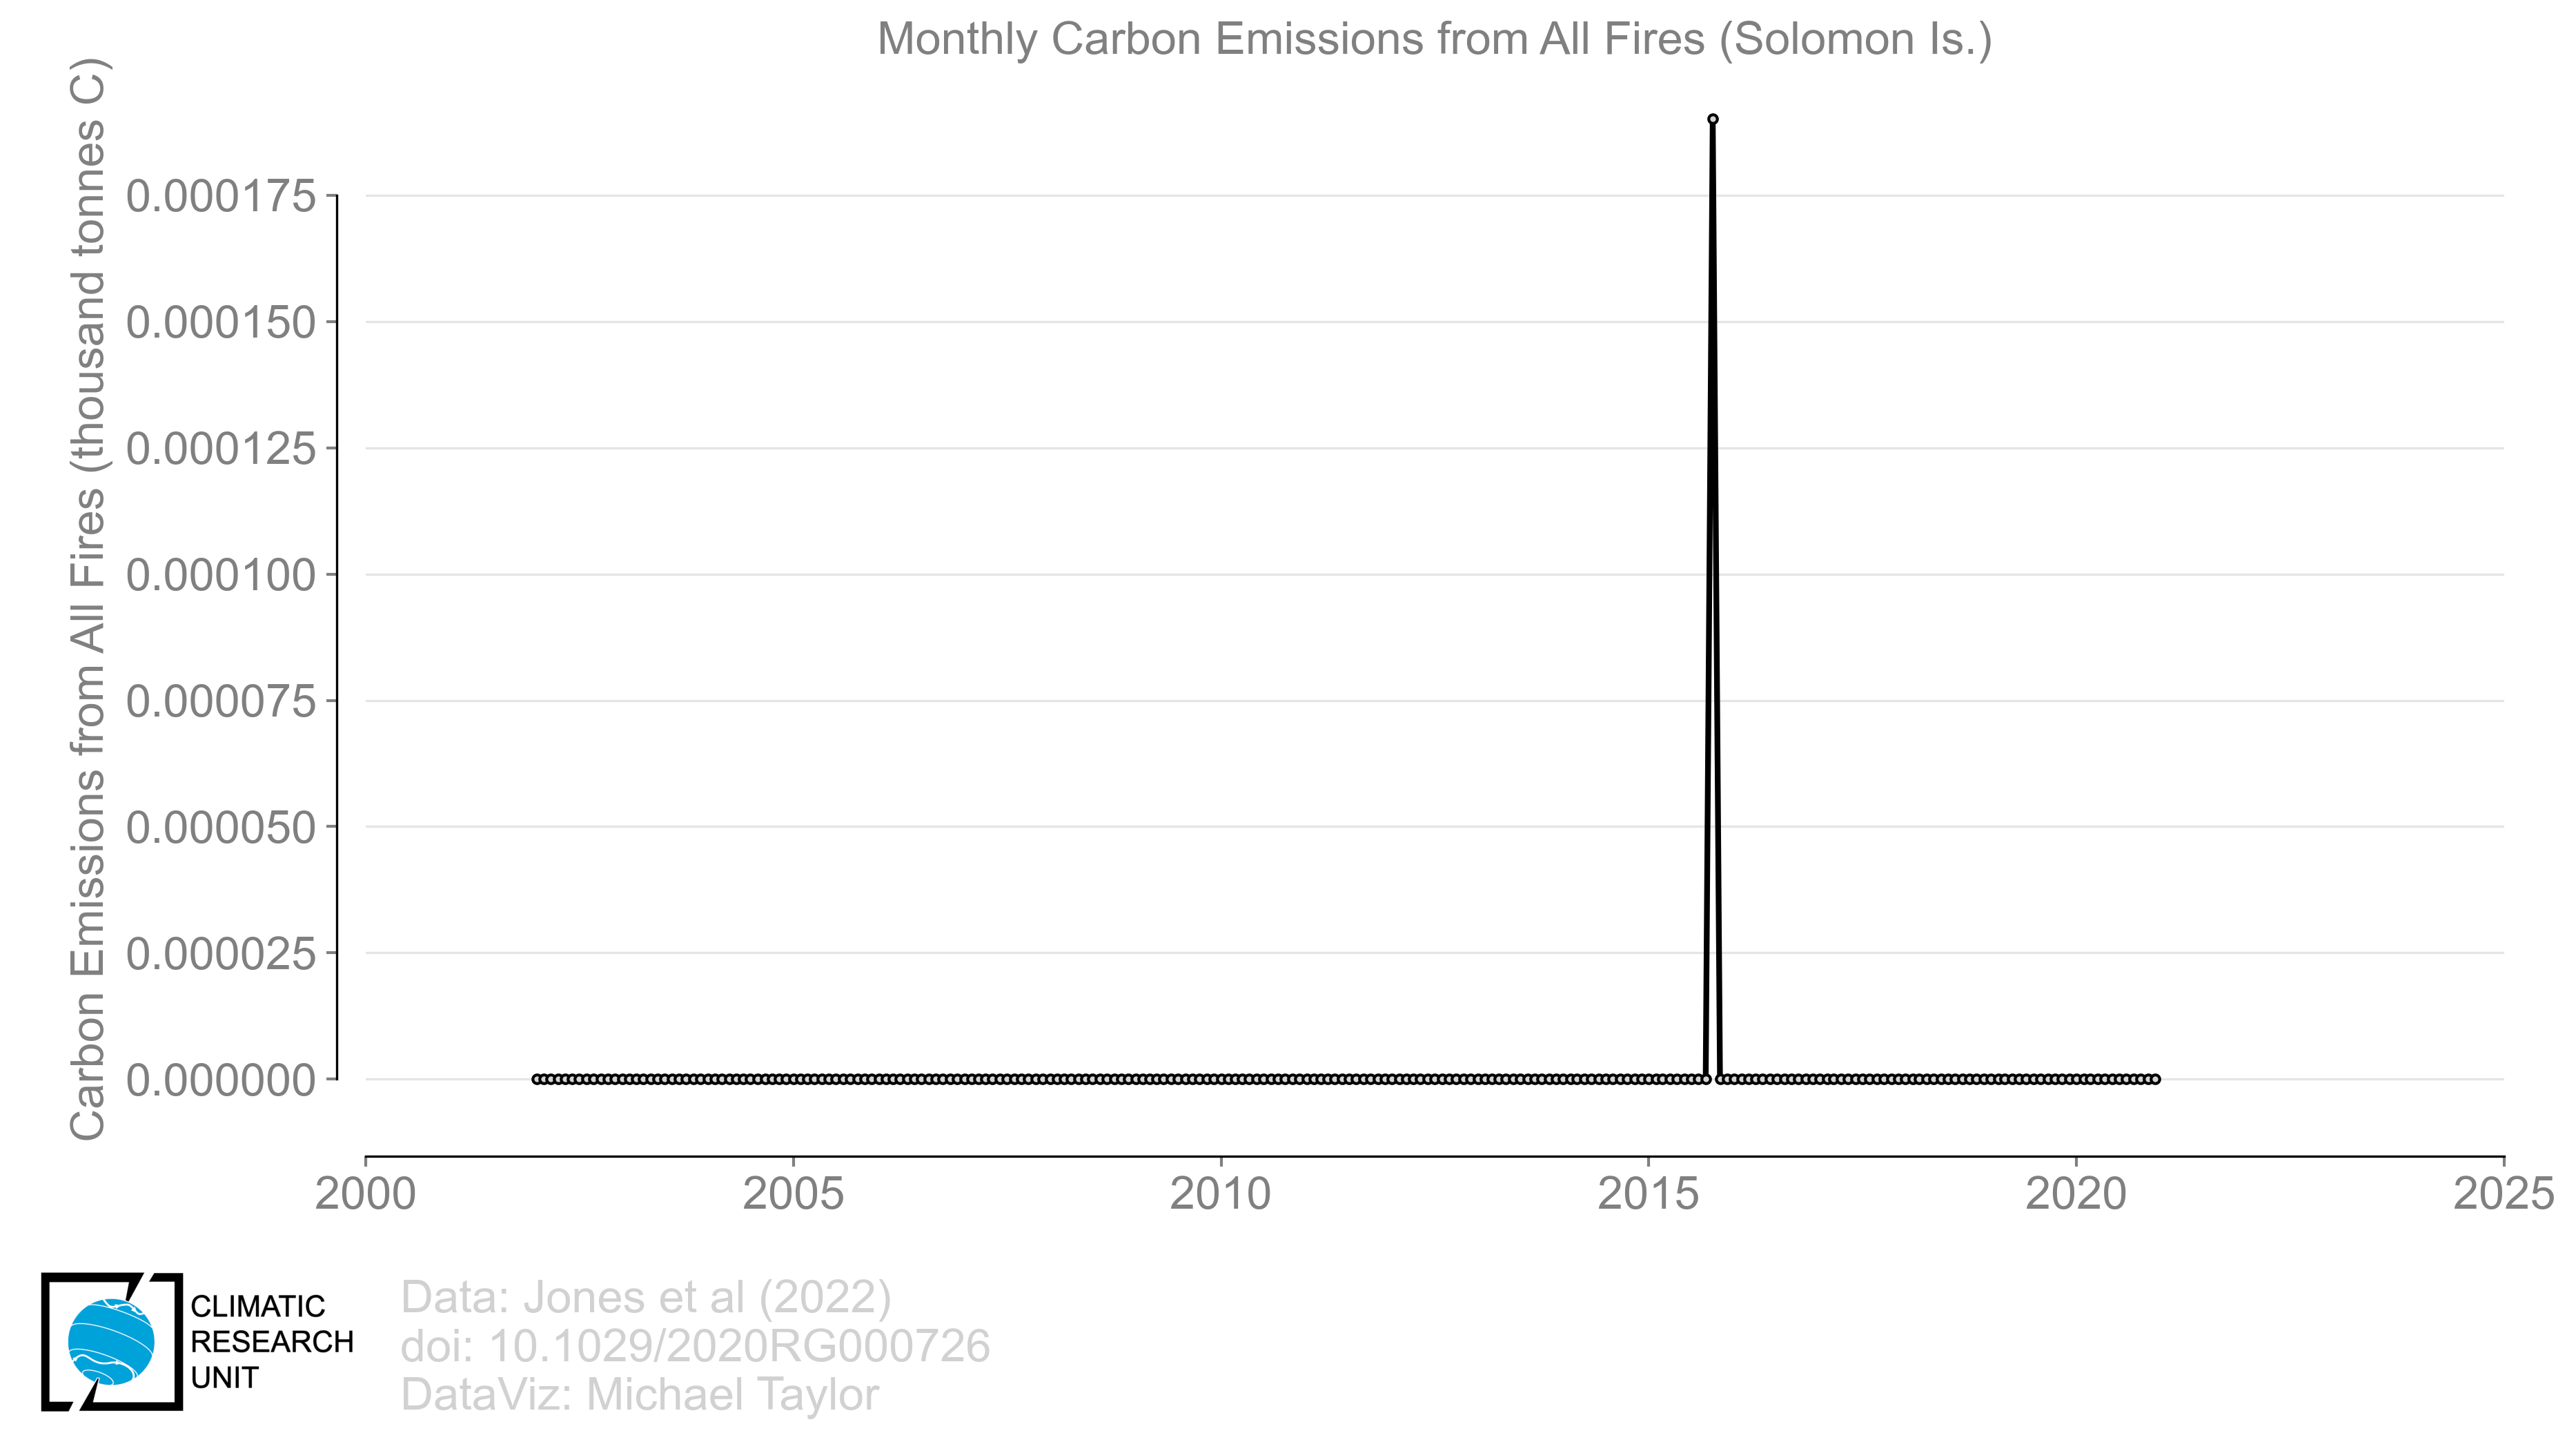 Monthly Carbon Emissions from All Fires (Solomon Is.)
Carbon Emissions from All Fires (thousand tonnes C)
0.000175
0.000150
0.000125
0.000100
0.000075
0.000050
0.000025
0.000000
2000
2005
2010
2015
2020
2025
CLIMATIC
RESEARCH
UNIT
Data: Jones et al (2022)
doi: 10.1029/2020RG000726
DataViz: Michael Taylor